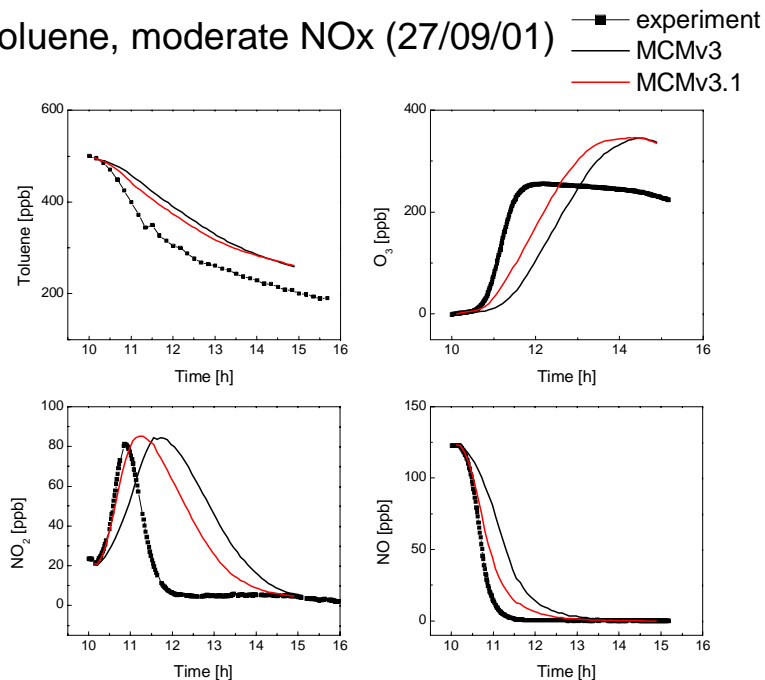 oluene, moderate NOx (27/09/01)
experiment
MCMv3
MCMv3.1
600
400
200
Toluene [ppb]
10 11 12 13 14 15 16
Time [h]
400
200
0
O3 [ppb]
10 12 14 16
Time [h]
100
80
60
40
20
0
NO2 [ppb]
10 11 12 13 14 15 16
Time [h]
150
100
50
0
NO [ppb]
10 11 12 13 14 15 16
Time [h]